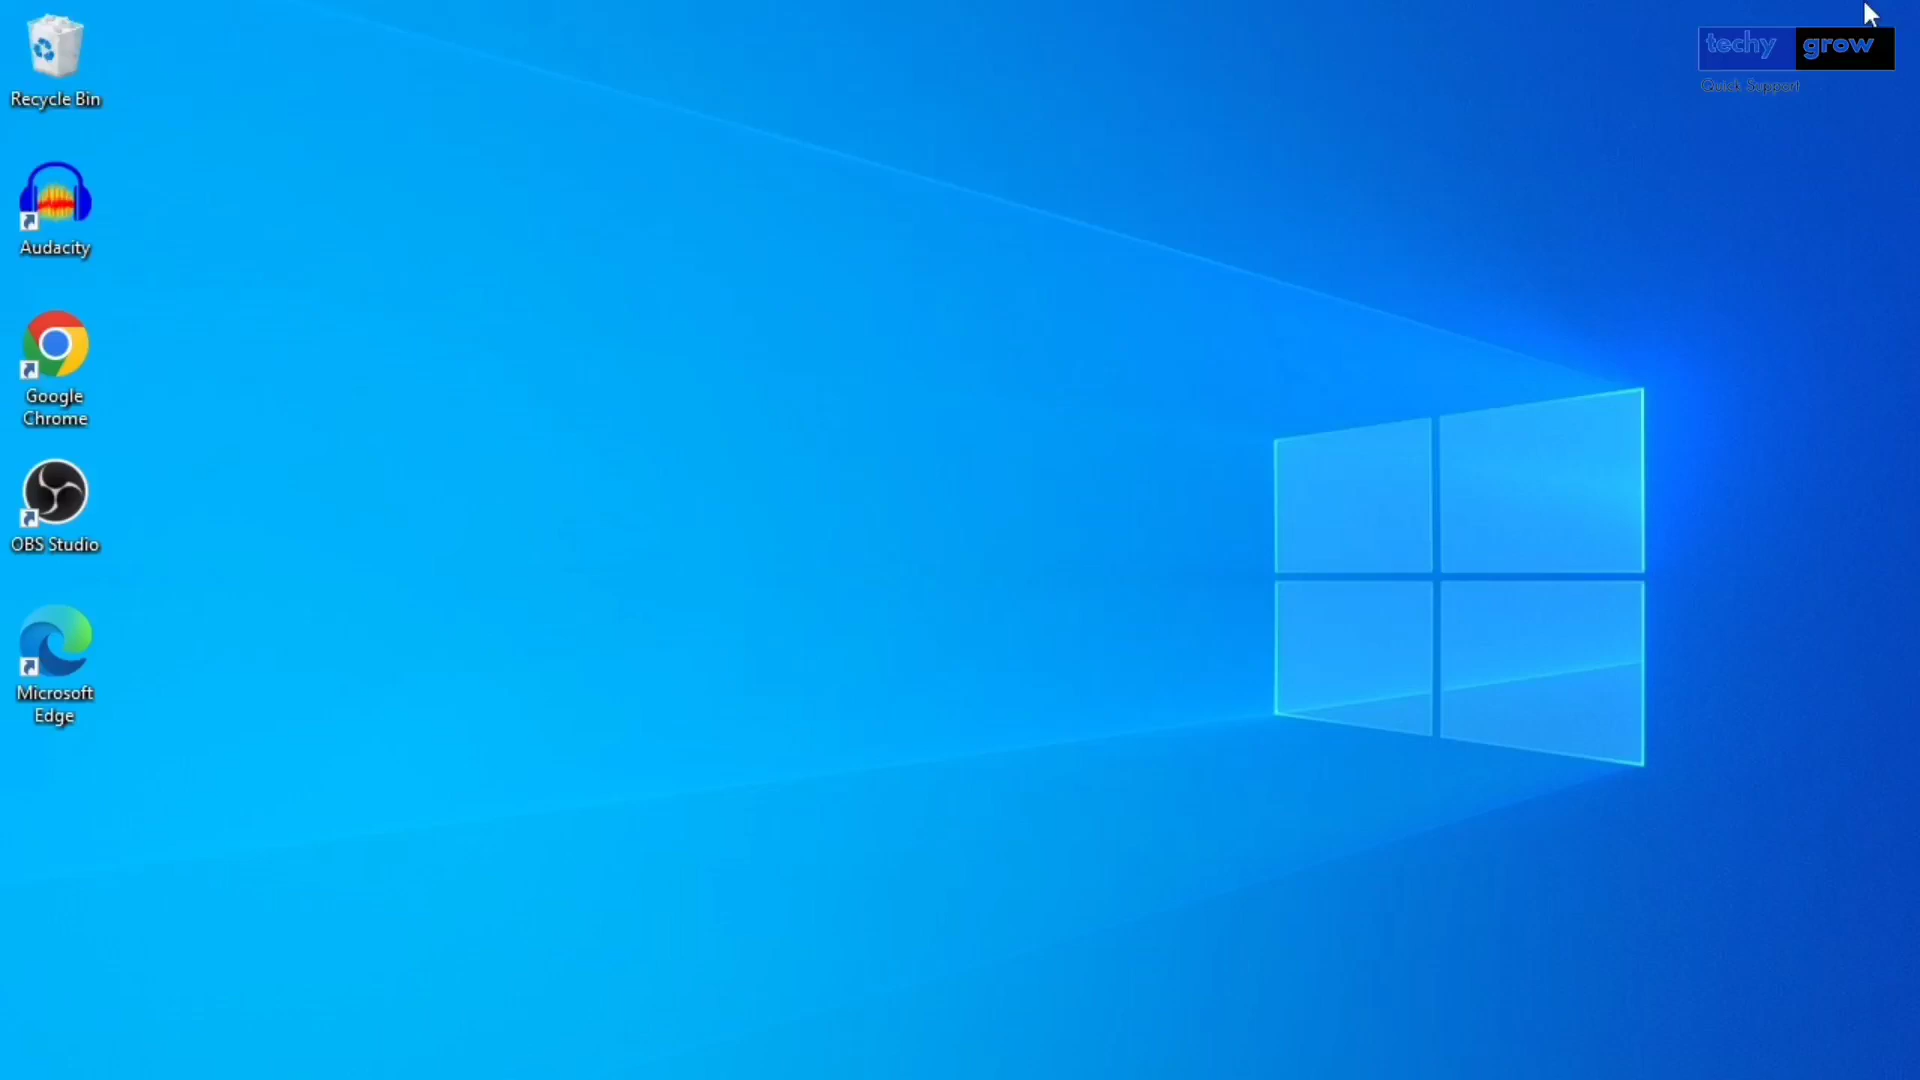 techy grow
Quick Support
Recycle Bin
Audacity
Google
Chrome
OBS Studio
Microsoft
Edge